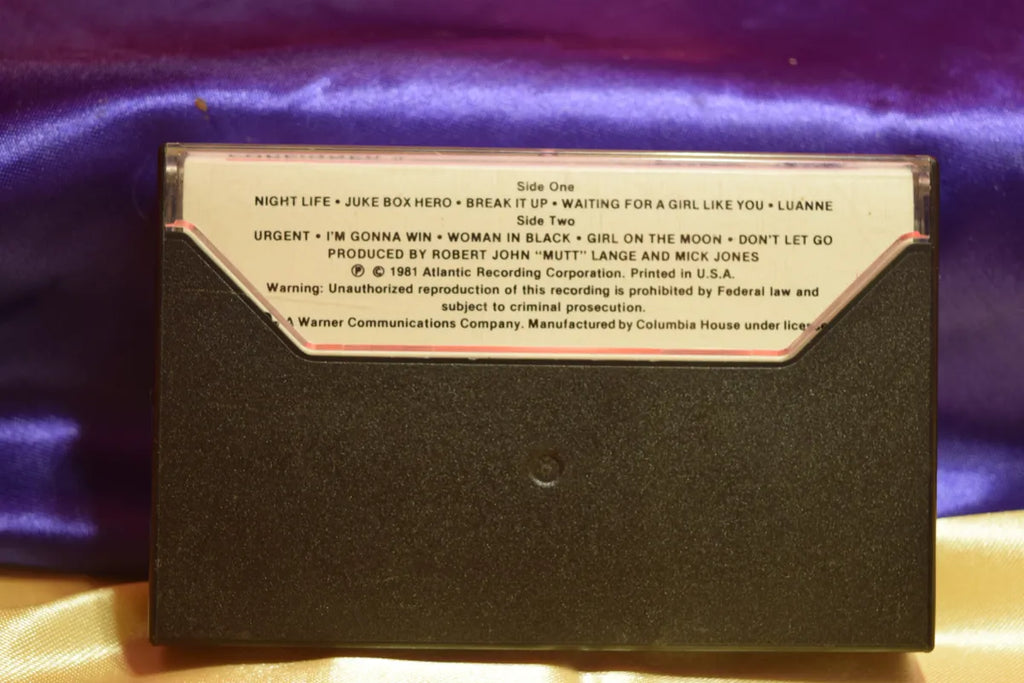 Side One
NIGHT LIFE • JUKE BOX HERO • BREAK IT UP • WAITING FOR A GIRL LIKE YOU • LUANNE
Side Two
URGENT • I'M GONNA WIN • WOMAN IN BLACK • GIRL ON THE MOON • DON'T LET GO
PRODUCED BY ROBERT JOHN "MUTT" LANGE AND MICK JONES
℗ © 1981 Atlantic Recording Corporation. Printed in U.S.A.
Warning: Unauthorized reproduction of this recording is prohibited by Federal law and
subject to criminal prosecution.
A Warner Communications Company. Manufactured by Columbia House under license